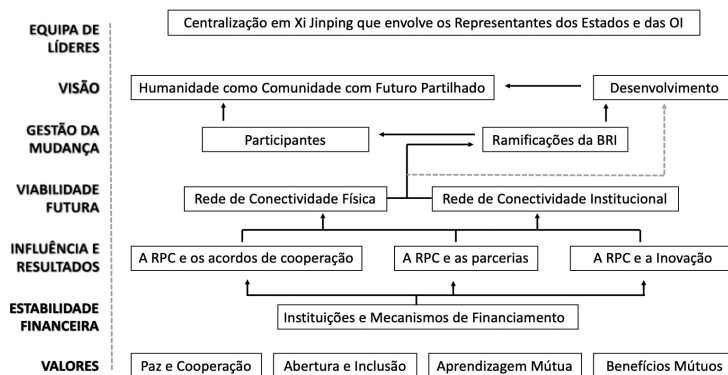 EQUIPA DE
LÍDERES
Centralização em Xi Jinping que envolve os Representantes dos Estados e das OI
VISÃO
Humanidade como Comunidade com Futuro Partilhado
Desenvolvimento
GESTÃO DA
MUDANÇA
Participantes
Ramificações da BRI
VIABILIDADE
FUTURA
Rede de Conectividade Física
Rede de Conectividade Institucional
INFLUÊNCIA E
RESULTADOS
A RPC e os acordos de cooperação
A RPC e as parcerias
A RPC e a Inovação
ESTABILIDADE
FINANCEIRA
Instituições e Mecanismos de Financiamento
VALORES
Paz e Cooperação
Abertura e Inclusão
Aprendizagem Mútua
Benefícios Mútuos